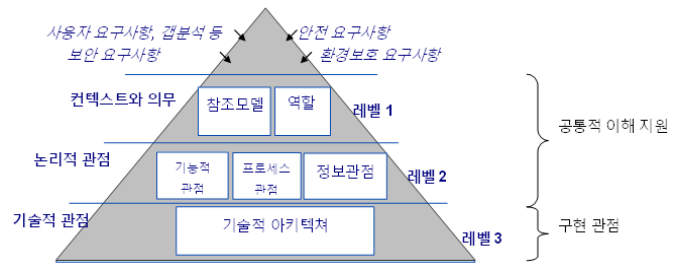 사용자 요구사항, 갭분석 등
안전 요구사항
보안 요구사항
환경보호 요구사항
컨텍스트와 의무
참조모델
역할
레벨 1
공통적 이해 지원
논리적 관점
기능적
관점
프로세스
관점
정보관점
레벨 2
기술적 관점
기술적 아키텍쳐
레벨 3
구현 관점